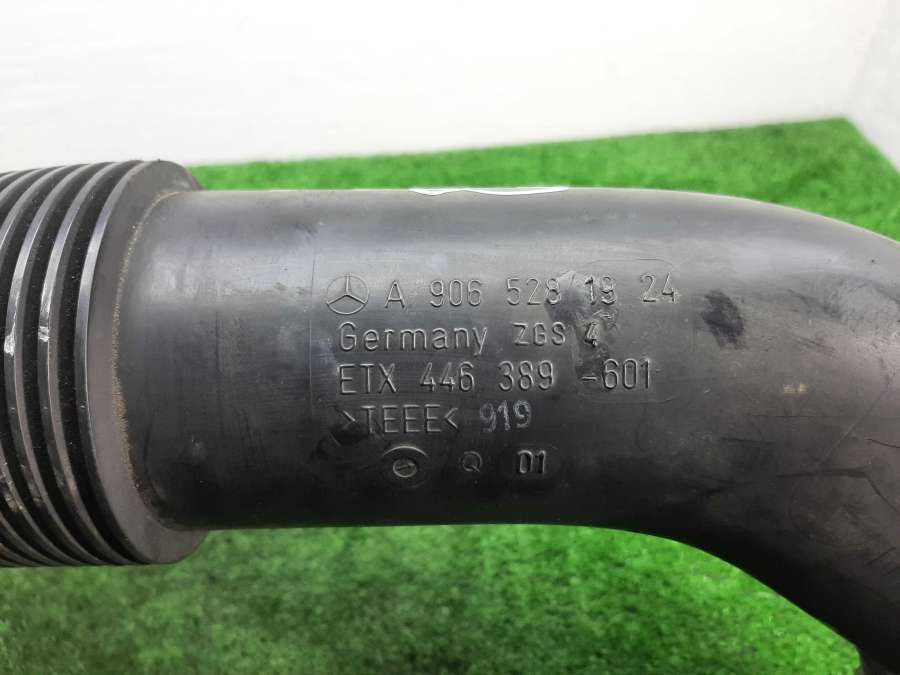 A 906 528 19 24
Germany ZGS 4
ETX 446 389 -601
>TEEE< 919
Q 01